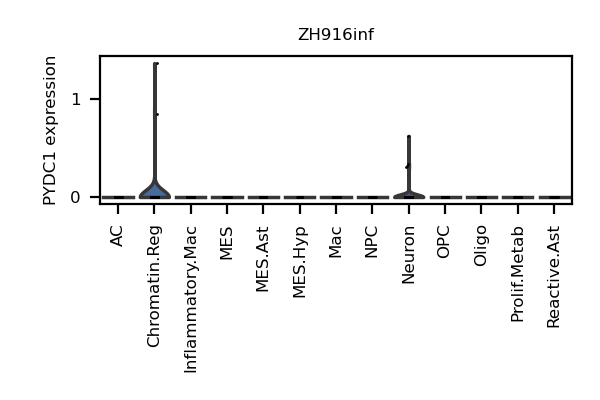 ZH916inf
PYDC1 expression
1
0
AC
Chromatin.Reg
Inflammatory.Mac
MES
MES.Ast
MES.Hyp
Mac
NPC
Neuron
OPC
Oligo
Prolif.Metab
Reactive.Ast